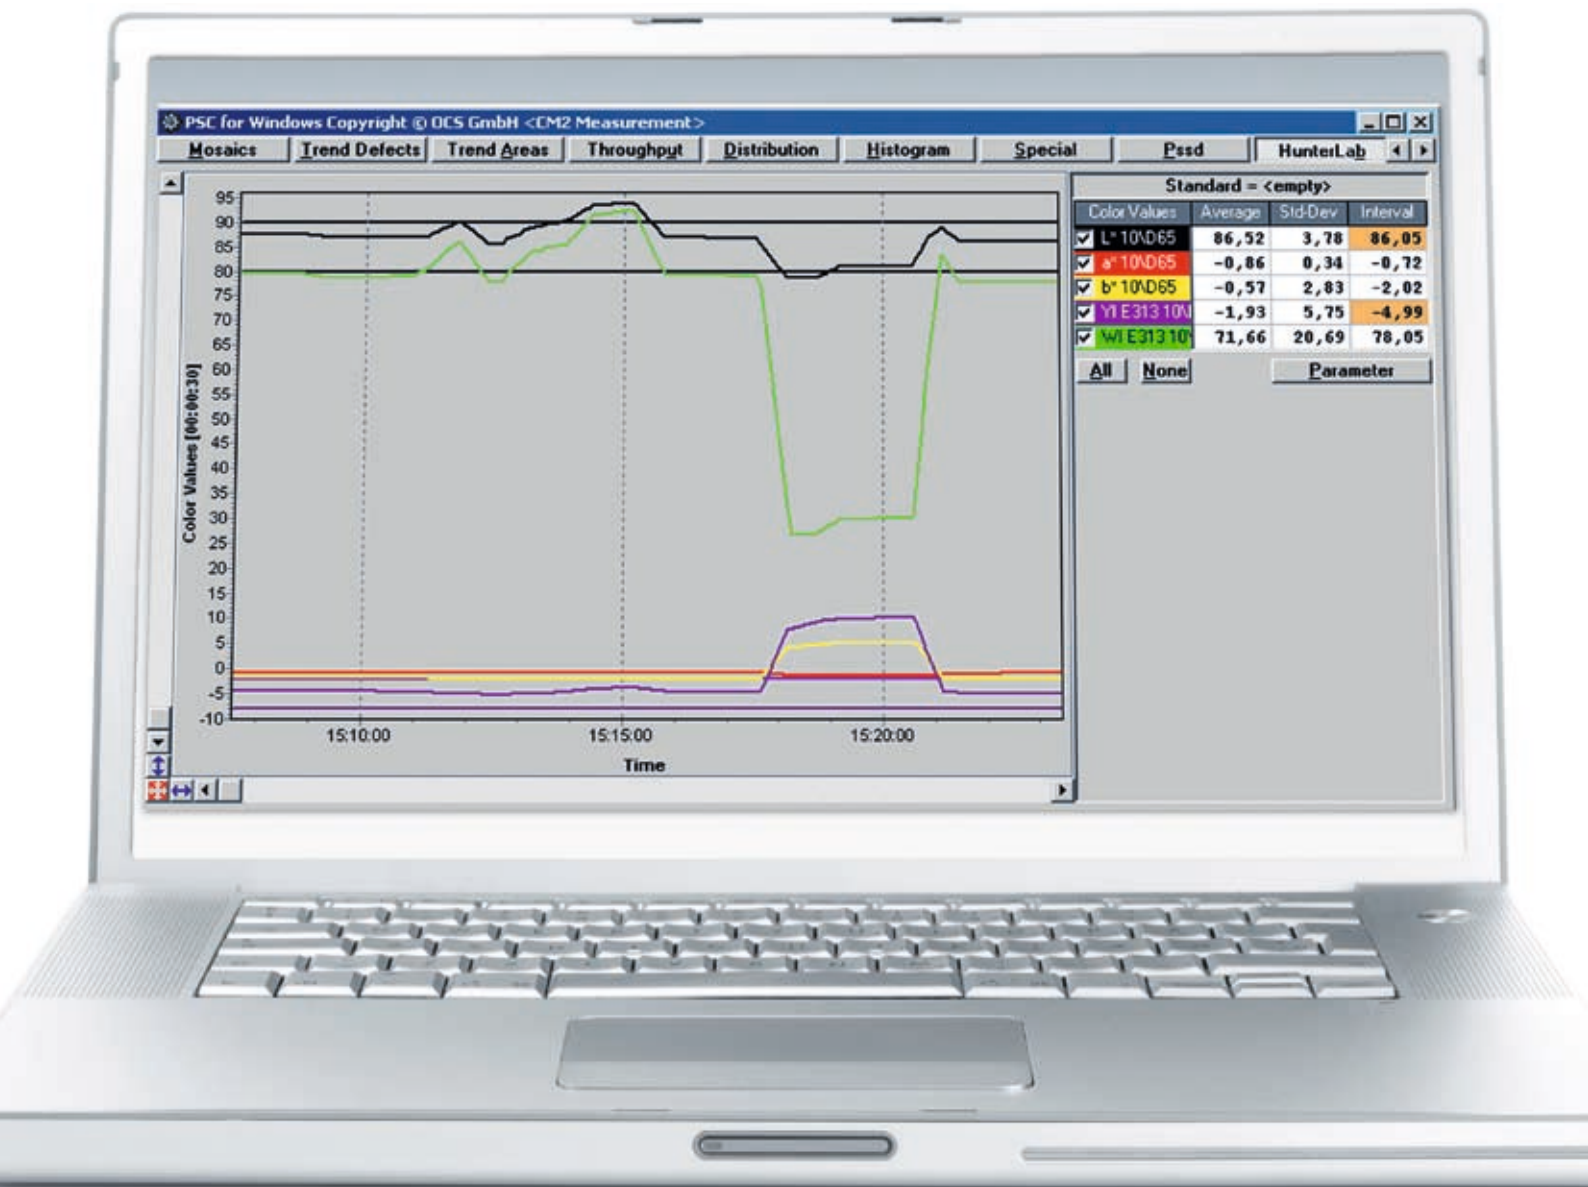 PSC for Windows Copyright © OCS GmbH <CM2 Measurement>
Mosaics Trend Defects Trend Areas Throughput Distribution Histogram Special Pssd HunterLab
Standard = <empty>
Color Values Average Std-Dev Interval
L* 10\D65 86,52 3,78 86,05
a* 10\D65 -0,86 0,34 -0,72
b* 10\D65 -0,57 2,83 -2,02
YI E313 10\ -1,93 5,75 -4,99
WI E313 10 71,66 20,69 78,05
All None Parameter
Color Values [00:00:30]
95
90
85
80
75
70
65
60
55
50
45
40
35
30
25
20
15
10
5
0
-5
-10
15:10:00 15:15:00 15:20:00
Time